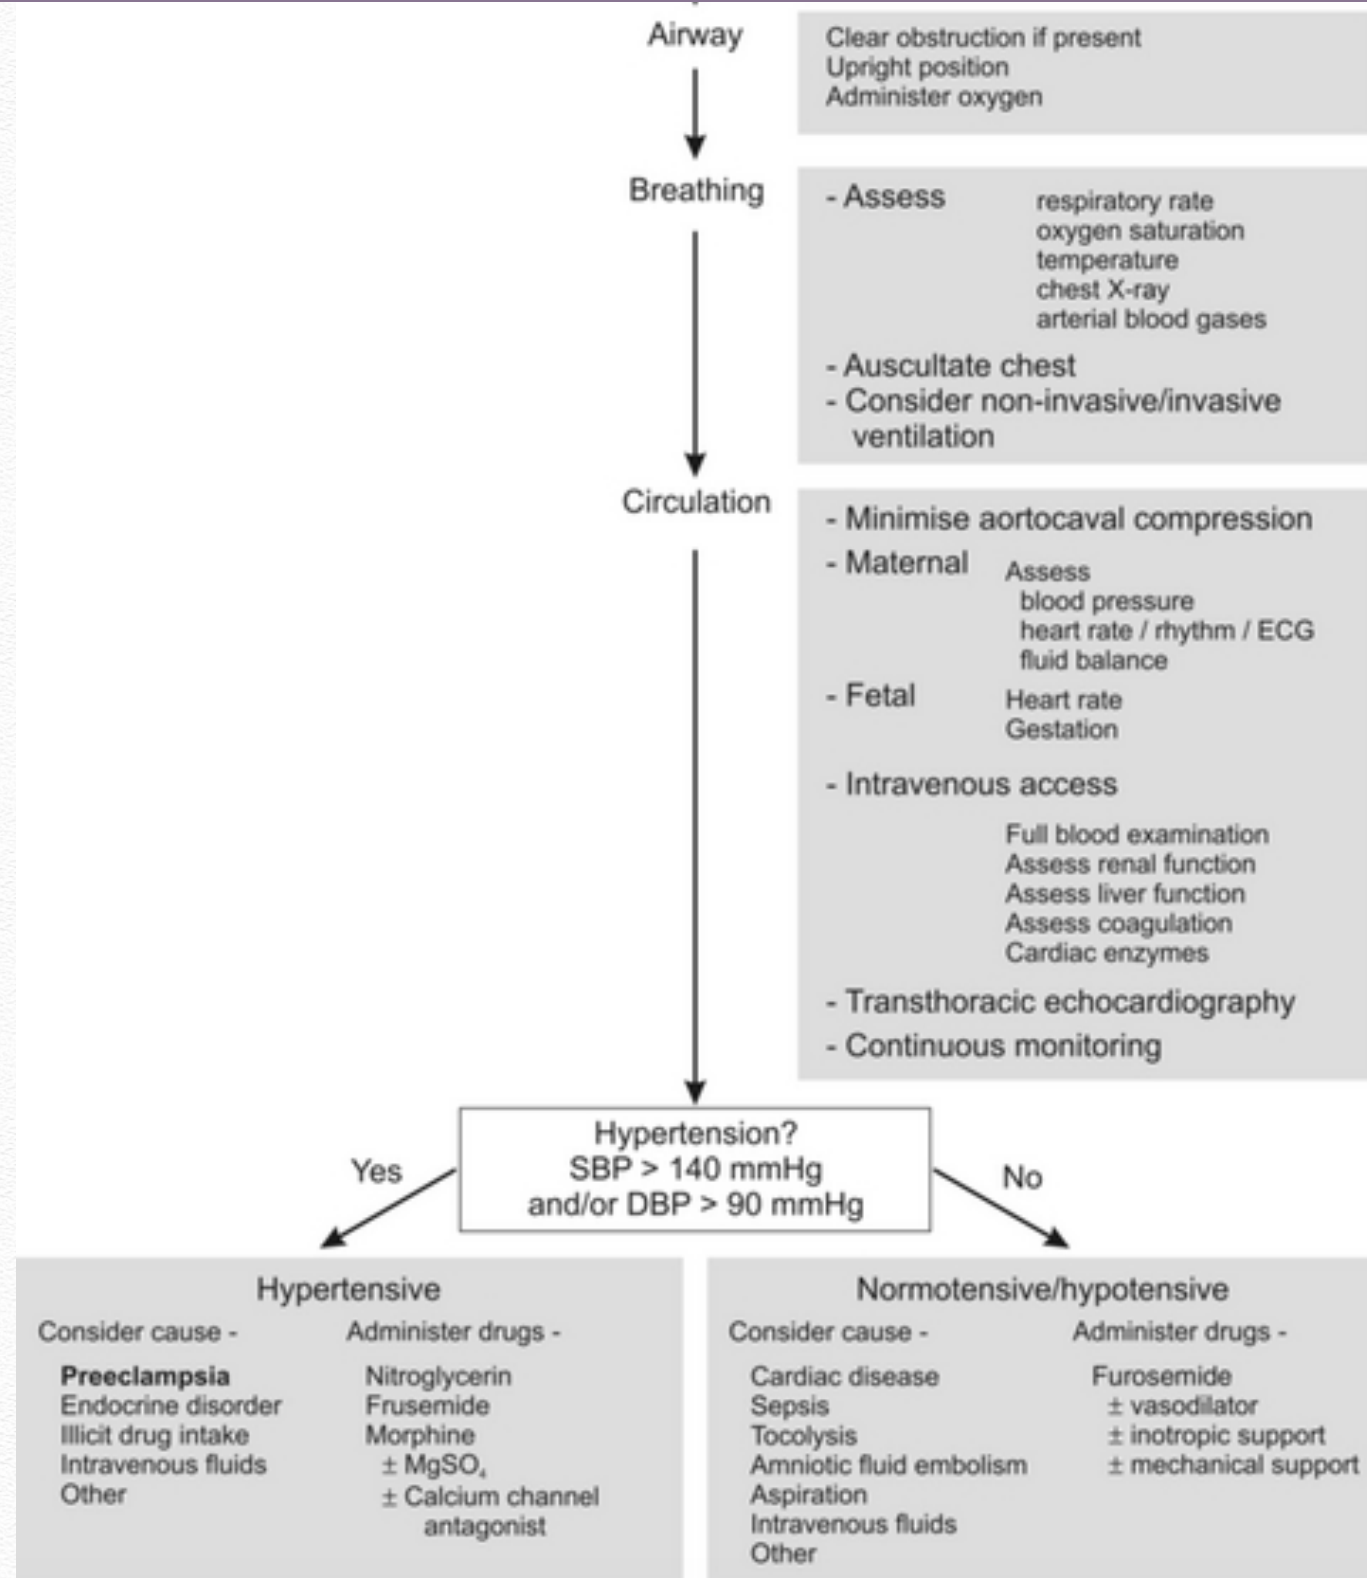 Airway
Clear obstruction if present
Upright position
Administer oxygen
Breathing
- Assess
respiratory rate
oxygen saturation
temperature
chest X-ray
arterial blood gases
- Auscultate chest
- Consider non-invasive/invasive
ventilation
Circulation
- Minimise aortocaval compression
- Maternal
Assess
blood pressure
heart rate / rhythm / ECG
fluid balance
- Fetal
Heart rate
Gestation
- Intravenous access
Full blood examination
Assess renal function
Assess liver function
Assess coagulation
Cardiac enzymes
- Transthoracic echocardiography
- Continuous monitoring
Hypertension?
SBP > 140 mmHg
and/or DBP > 90 mmHg
Yes
No
Hypertensive
Consider cause -
Preeclampsia
Endocrine disorder
Illicit drug intake
Intravenous fluids
Other
Administer drugs -
Nitroglycerin
Frusemide
Morphine
± MgSO₄
± Calcium channel
antagonist
Normotensive/hypotensive
Consider cause -
Cardiac disease
Sepsis
Tocolysis
Amniotic fluid embolism
Aspiration
Intravenous fluids
Other
Administer drugs -
Furosemide
± vasodilator
± inotropic support
± mechanical support